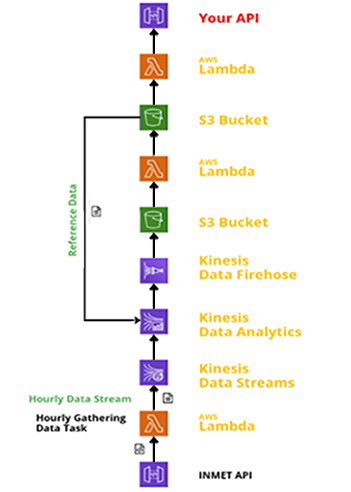 Your API
AWS
Lambda
S3 Bucket
AWS
Lambda
Reference Data
S3 Bucket
Kinesis
Data Firehose
Kinesis
Data Analytics
Kinesis
Data Streams
Hourly Data Stream
Hourly Gathering
Data Task
AWS
Lambda
INMET API